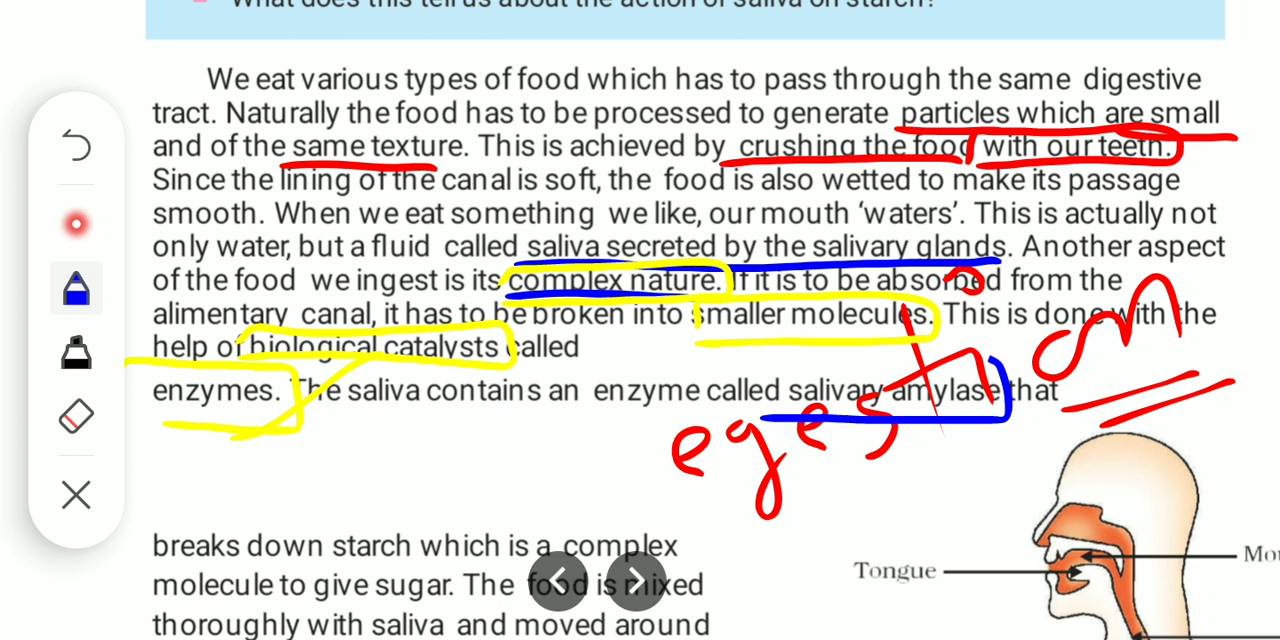 What does this tell us about the action of saliva on starch?
We eat various types of food which has to pass through the same digestive
tract. Naturally the food has to be processed to generate particles which are small
and of the same texture. This is achieved by crushing the food with our teeth.
Since the lining of the canal is soft, the food is also wetted to make its passage
smooth. When we eat something we like, our mouth ‘waters’. This is actually not
only water, but a fluid called saliva secreted by the salivary glands. Another aspect
of the food we ingest is its complex nature. If it is to be absorbed from the
alimentary canal, it has to be broken into smaller molecules. This is done with the
help of biological catalysts called
enzymes. The saliva contains an enzyme called salivary amylase that
egestion
breaks down starch which is a complex
molecule to give sugar. The food is mixed
thoroughly with saliva and moved around
Tongue